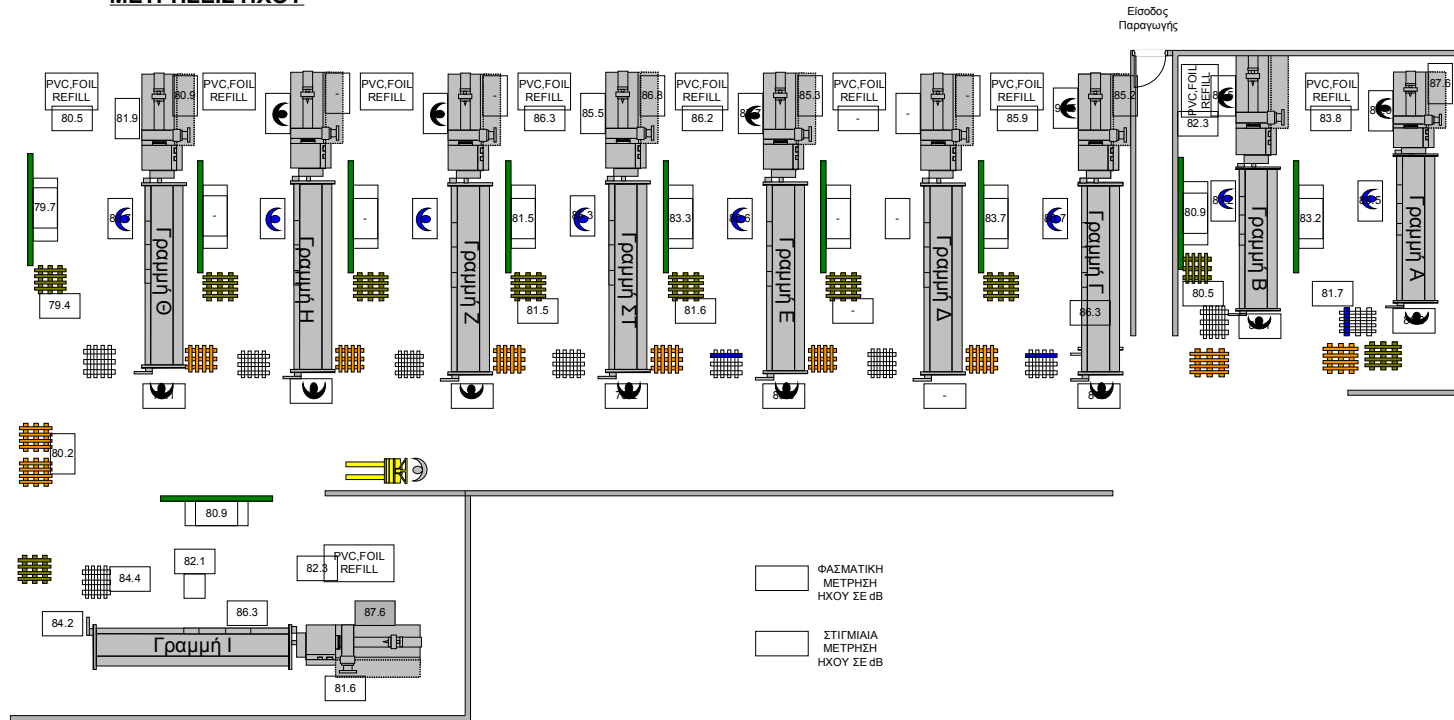 ΜΕΤΡΗΣΕΙΣ ΗΧΟΥ
Είσοδος
Παραγωγής
PVC,FOIL
REFILL
80.5
81.9
80.9
PVC,FOIL
REFILL
-
PVC,FOIL
REFILL
-
PVC,FOIL
REFILL
86.3
85.5
86.3
PVC,FOIL
REFILL
86.2
85.3
PVC,FOIL
REFILL
-
-
-
PVC,FOIL
REFILL
85.9
85.2
PVC,FOIL
REFILL
82.3
PVC,FOIL
REFILL
83.8
87.6
79.7
-
-
81.5
83.3
-
-
83.7
80.9
83.2
Γραμμή Θ
Γραμμή Η
Γραμμή Ζ
Γραμμή ΣΤ
Γραμμή Ε
Γραμμή Δ
Γραμμή Γ
Γραμμή Β
Γραμμή Α
79.4
81.5
81.6
-
86.3
80.5
81.7
-
80.2
80.9
82.1
82.3
PVC,FOIL
REFILL
84.4
84.2
86.3
87.6
Γραμμή Ι
81.6
ΦΑΣΜΑΤΙΚΗ
ΜΕΤΡΗΣΗ
ΗΧΟΥ ΣΕ dB
ΣΤΙΓΜΙΑΙΑ
ΜΕΤΡΗΣΗ
ΗΧΟΥ ΣΕ dB